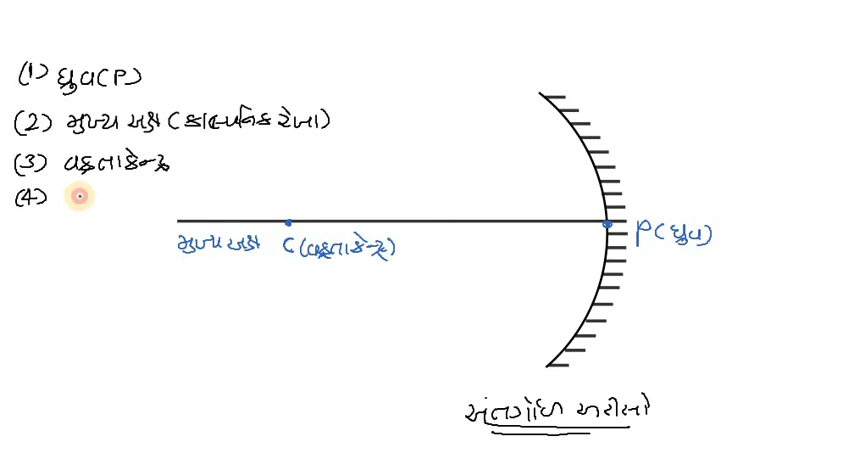 (1) ધ્રુવ(P)
(2) મુખ્ય અક્ષ (કાલ્પનિક રેખા)
(3) વક્રતાકેન્દ્ર
(4)
મુખ્ય અક્ષ C(વક્રતાકેન્દ્ર) P(ધ્રુવ)
અંતર્ગોળ અરીસો